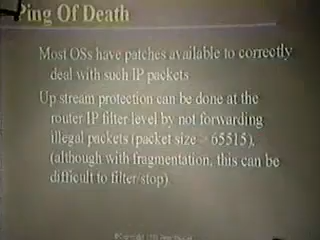 Ping Of Death
Most OSs have patches available to correctly
deal with such IP packets
Up stream protection can be done at the
router IP filter level by not forwarding
illegal packets (packet size > 65515),
(although with fragmentation, this can be
difficult to filter/stop)